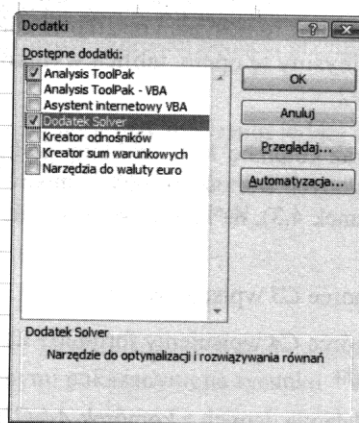 Dodatki
Dostępne dodatki:
Analysis ToolPak
Analysis ToolPak - VBA
Asystent internetowy VBA
Dodatek Solver
Kreator odnośników
Kreator sum warunkowych
Narzędzia do waluty euro
OK
Anuluj
Przeglądaj...
Automatyzacja...
Dodatek Solver
Narzędzie do optymalizacji i rozwiązywania równań